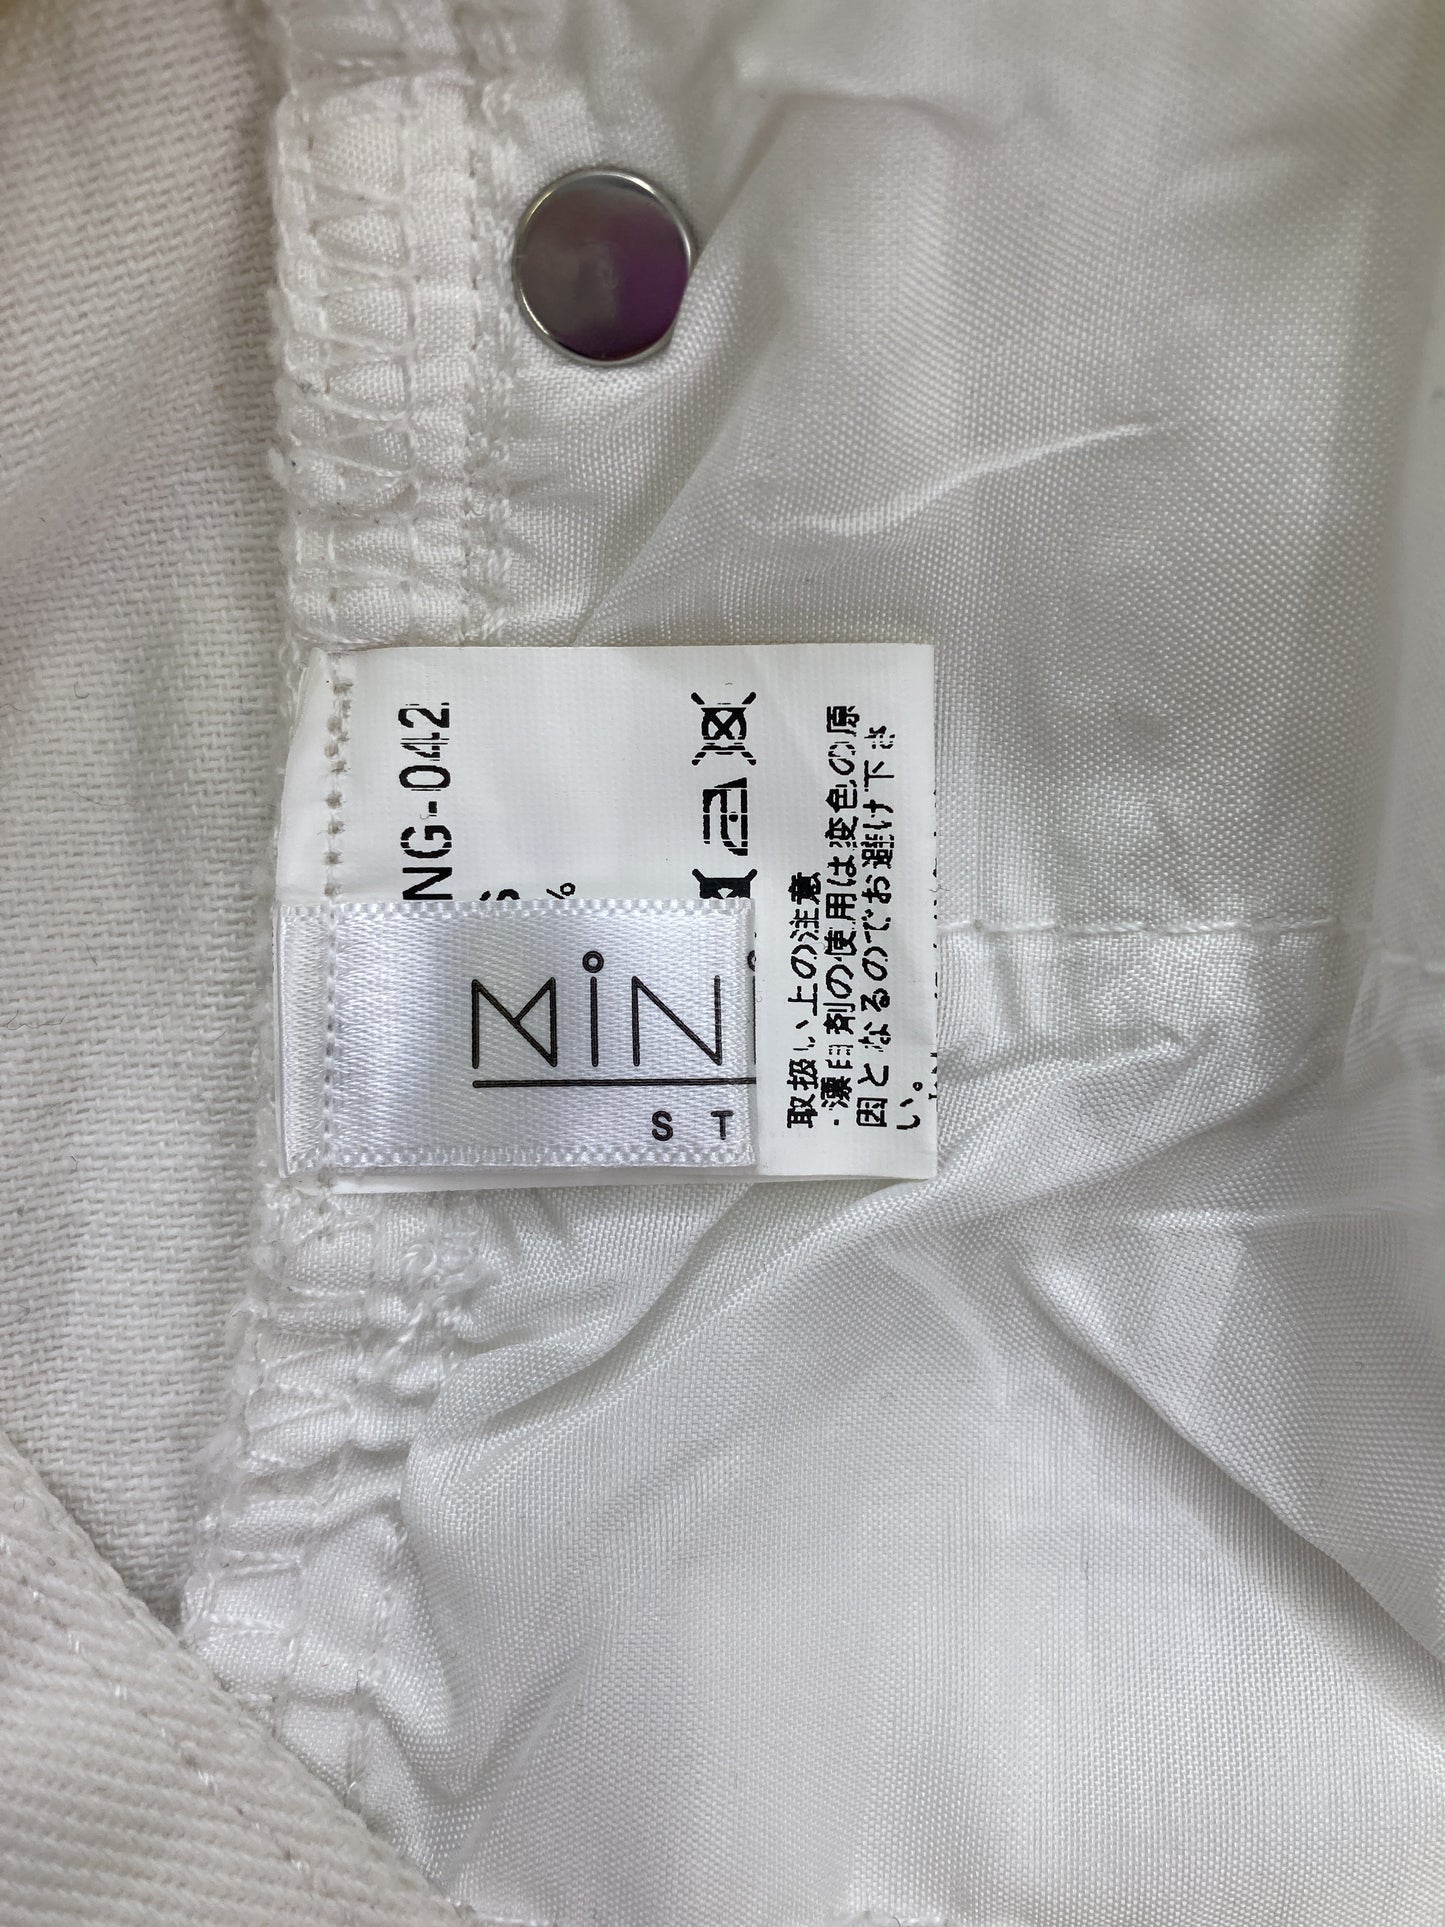 NG-042
%
MiNi
ST
取扱い上の注意
・漂白剤の使用は変色の原
因となるのでお避け下さ
い。